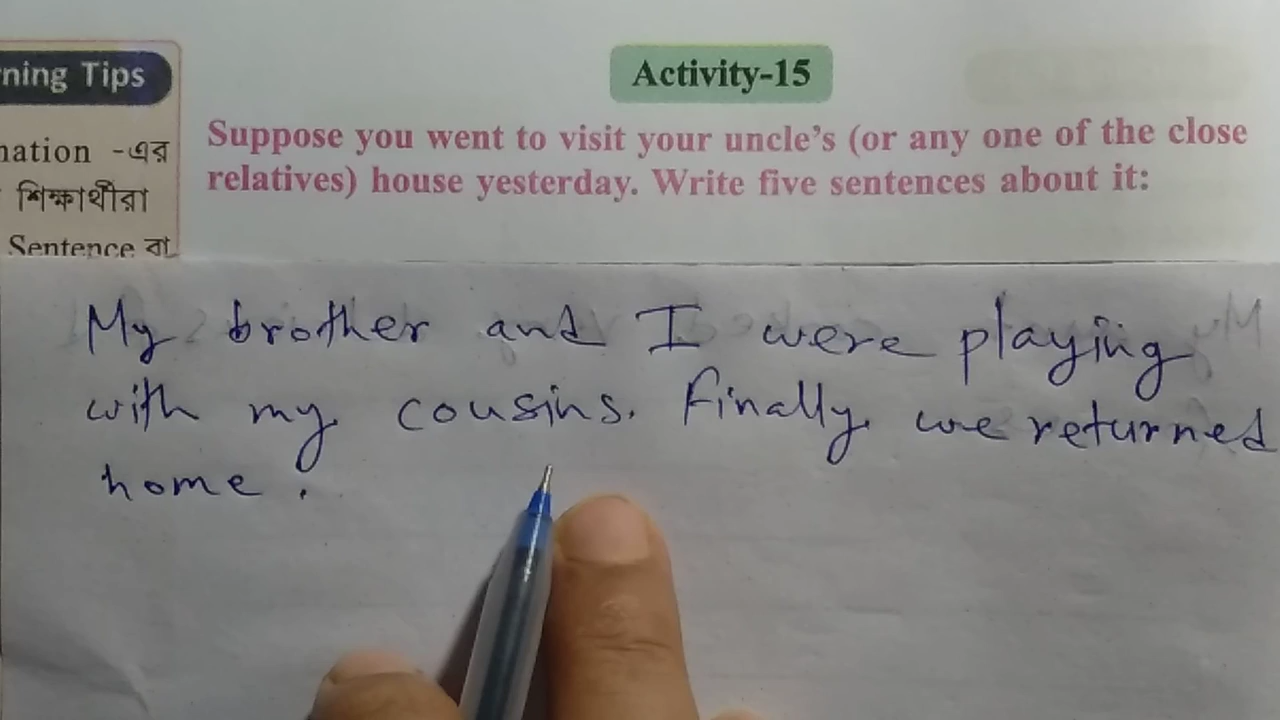 ning Tips
Activity-15
nation -এর
শিক্ষার্থীরা
Sentence বা
Suppose you went to visit your uncle's (or any one of the close
relatives) house yesterday. Write five sentences about it:
My brother and I were playing
with my cousins. Finally we returned
home.